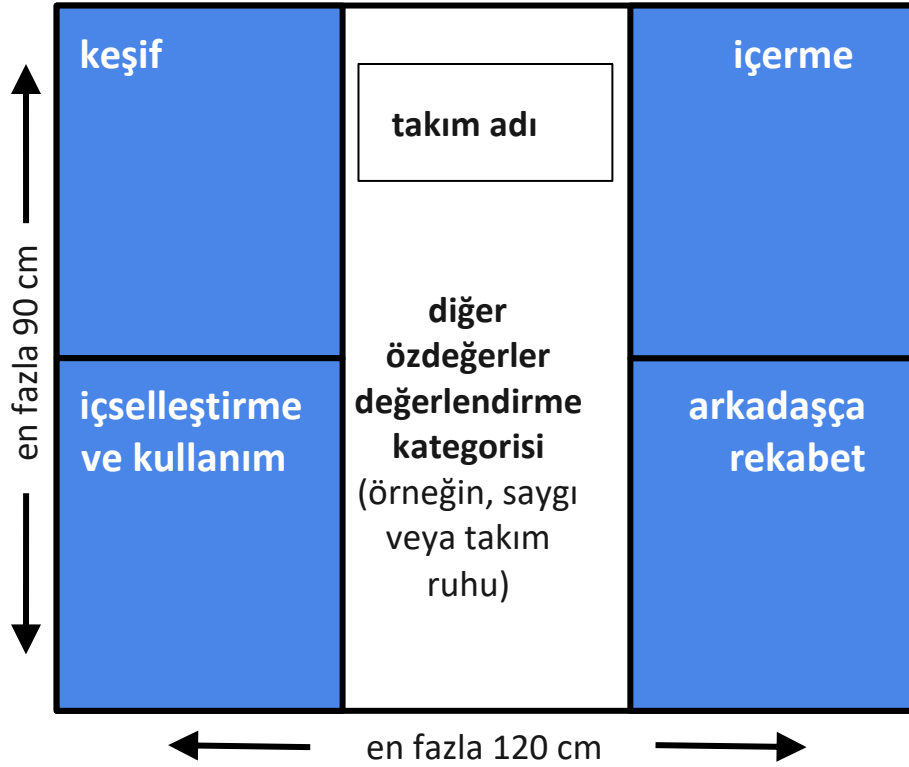 keşif
içerme
takım adı
en fazla 90 cm
diğer
özdeğerler
değerlendirme
kategorisi
(örneğin, saygı
veya takım
ruhu)
içselleştirme
ve kullanım
arkadaşça
rekabet
en fazla 120 cm